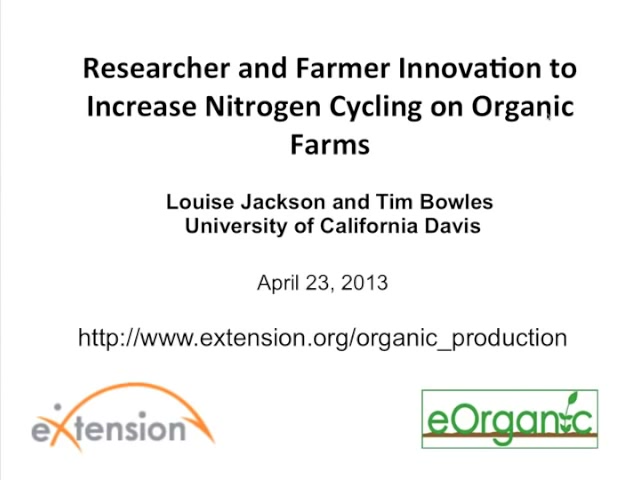 Researcher and Farmer Innovation to
Increase Nitrogen Cycling on Organic
Farms
Louise Jackson and Tim Bowles
University of California Davis
April 23, 2013
http://www.extension.org/organic_production
eXtension
eOrganic